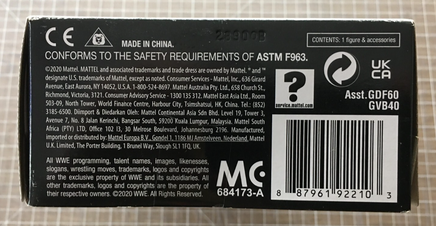 CE
MADE IN CHINA.
CONTENTS: 1 figure & accessories
CONFORMS TO THE SAFETY REQUIREMENTS OF ASTM F963.
©2020 Mattel. MATTEL and associated trademarks and trade dress are owned by Mattel. ® and ™
designate U.S. trademarks of Mattel, except as noted. Consumer Services - Mattel, Inc., 636 Girard
Avenue, East Aurora, NY 14052, U.S.A. 1-800-524-8697. Mattel Australia Pty. Ltd., 658 Church St.,
Richmond, Victoria, 3121. Consumer Advisory Service - 1300 135 312. Mattel East Asia Ltd., Room
503-09, North Tower, World Finance Centre, Harbour City, Tsimshatsui, HK, China. Tel.: (852)
3185-6500. Diimport & Diedarkan Oleh: Mattel Continental Asia Sdn Bhd. Level 19, Tower 3,
Avenue 7, No. 8 Jalan Kerinchi, Bangsar South, 59200 Kuala Lumpur, Malaysia. Mattel South
Africa (PTY) LTD, Office 102 I3, 30 Melrose Boulevard, Johannesburg 2196. Manufactured,
imported or distributed by: Mattel Europa B.V., Gondel 1, 1186 MJ Amstelveen, Nederland. Mattel
U.K. Limited, The Porter Building, 1 Brunel Way, Slough SL1 1FQ, UK.
All WWE programming, talent names, images, likenesses,
slogans, wrestling moves, trademarks, logos and copyrights
are the exclusive property of WWE and its subsidiaries. All
other trademarks, logos and copyrights are the property of
their respective owners. ©2020 WWE. All Rights Reserved.
?
service.mattel.com
UK
CA
Asst.GDF60
GVB40
MC
684173-A
8 87961 92210 3